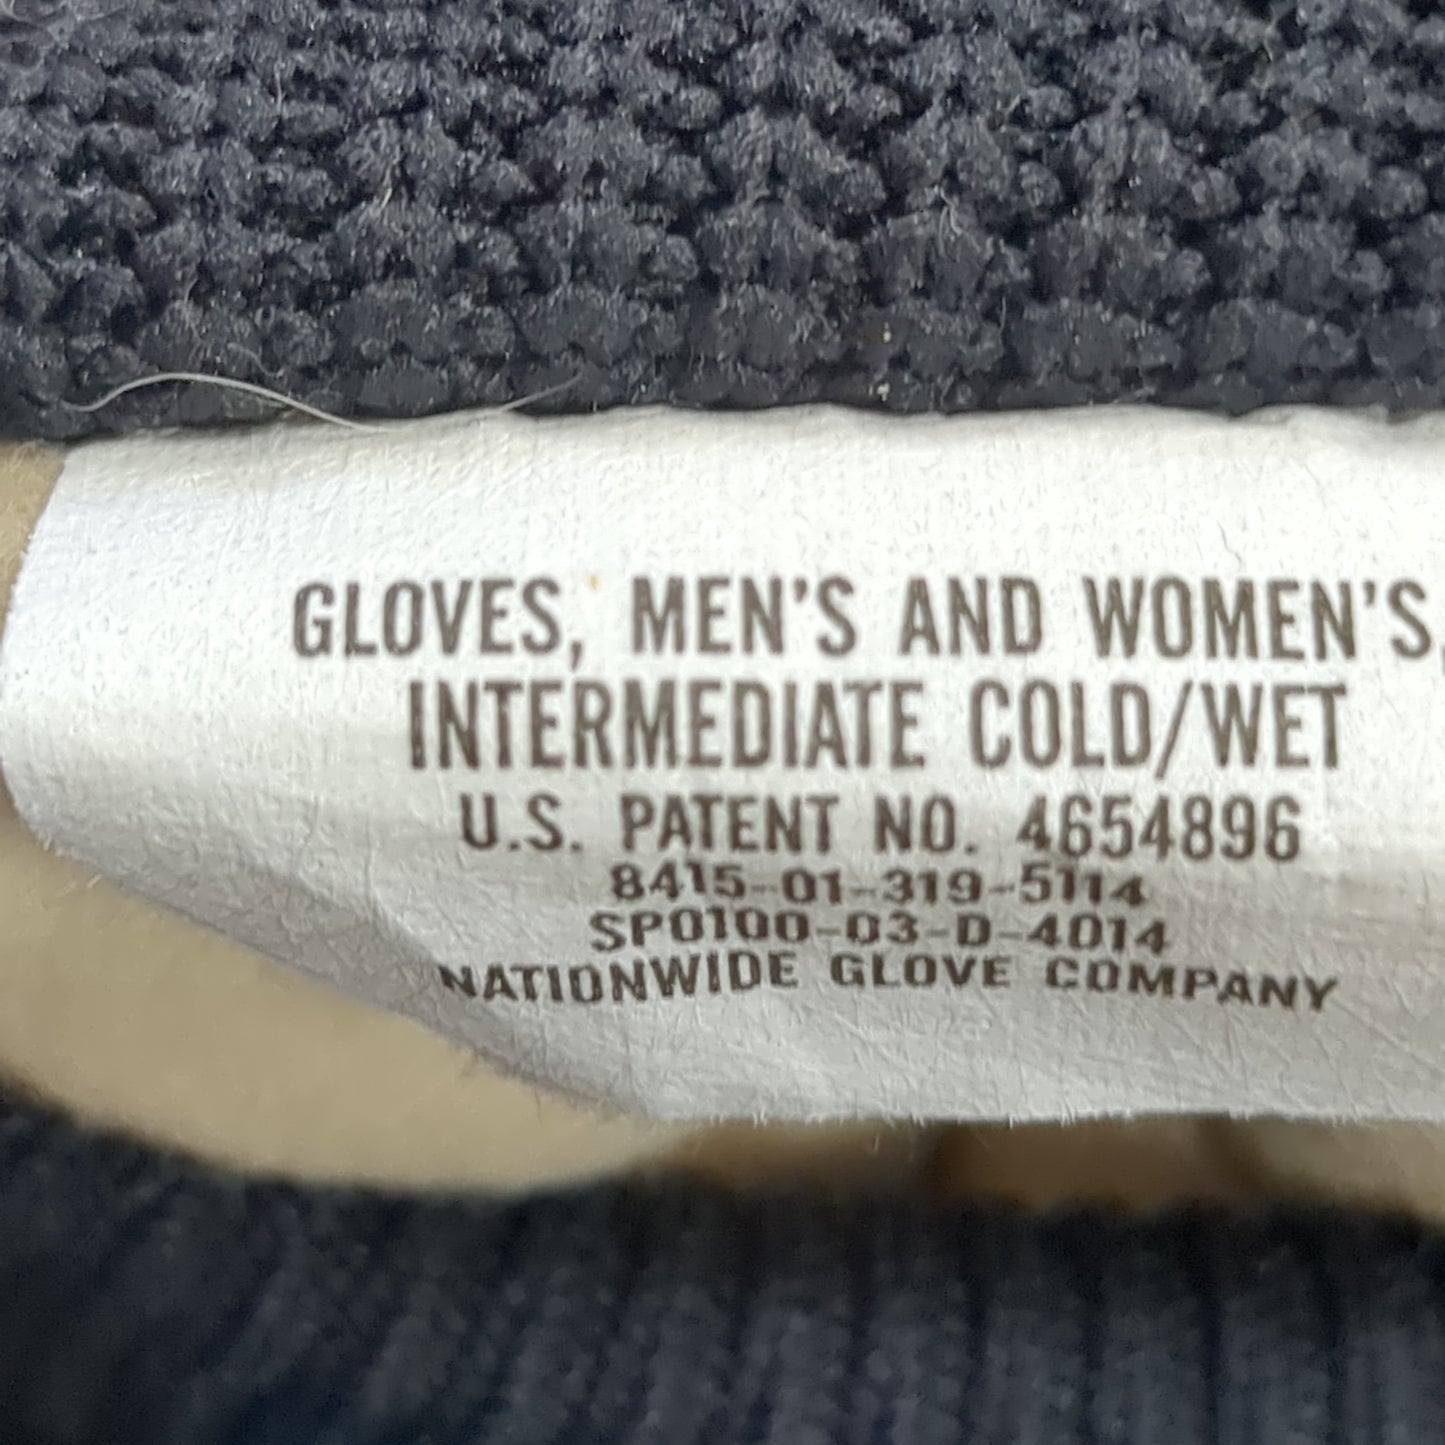 GLOVES, MEN'S AND WOMEN'S,
INTERMEDIATE COLD/WET
U.S. PATENT NO. 4654896
8415-01-319-5114
SP0100-03-D-4014
NATIONWIDE GLOVE COMPANY